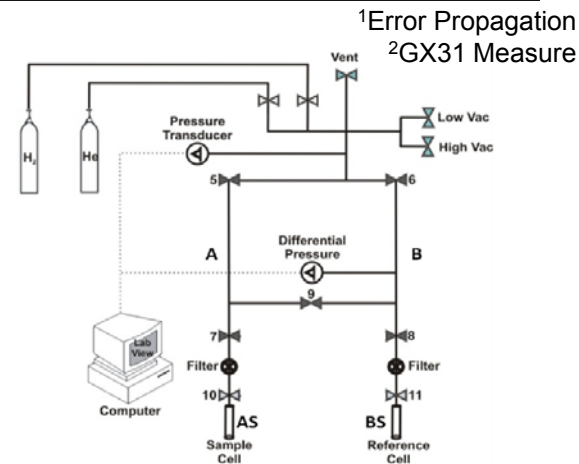 ¹Error Propagation
²GX31 Measure
Vent
Low Vac
High Vac
Pressure
Transducer
H₂
He
5
6
A
B
Differential
Pressure
9
7
8
Lab
View
Filter
Filter
Computer
10
11
AS
BS
Sample
Cell
Reference
Cell